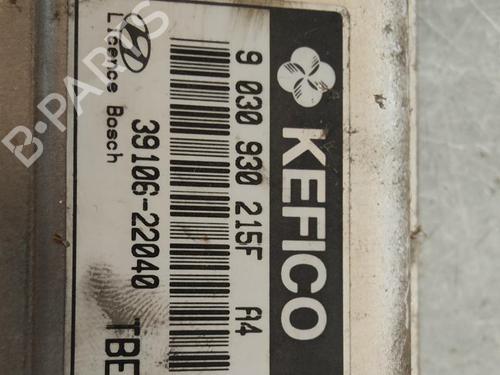 KEFICO
9 030 930 215F A4
39106-22040 TBE
Licence Bosch
B-PARTS